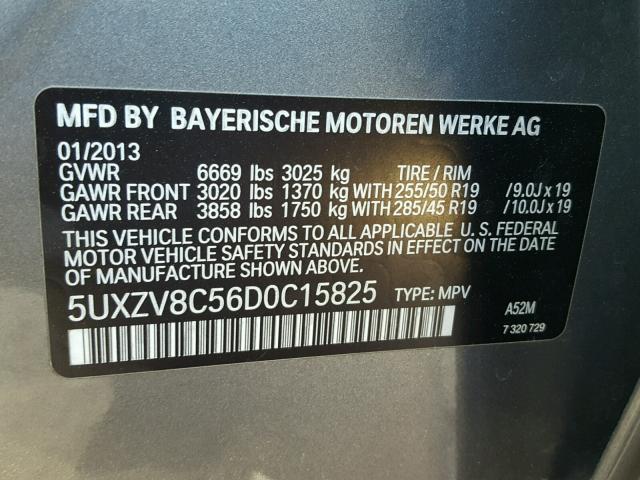 MFD BY BAYERISCHE MOTOREN WERKE AG
01/2013
GVWR 6669 lbs 3025 kg TIRE / RIM
GAWR FRONT 3020 lbs 1370 kg WITH 255/50 R19 /9.0J x 19
GAWR REAR 3858 lbs 1750 kg WITH 285/45 R19 /10.0J x 19
THIS VEHICLE CONFORMS TO ALL APPLICABLE U. S. FEDERAL
MOTOR VEHICLE SAFETY STANDARDS IN EFFECT ON THE DATE
OF MANUFACTURE SHOWN ABOVE.
5UXZV8C56D0C15825 TYPE: MPV A52M
7 320 729